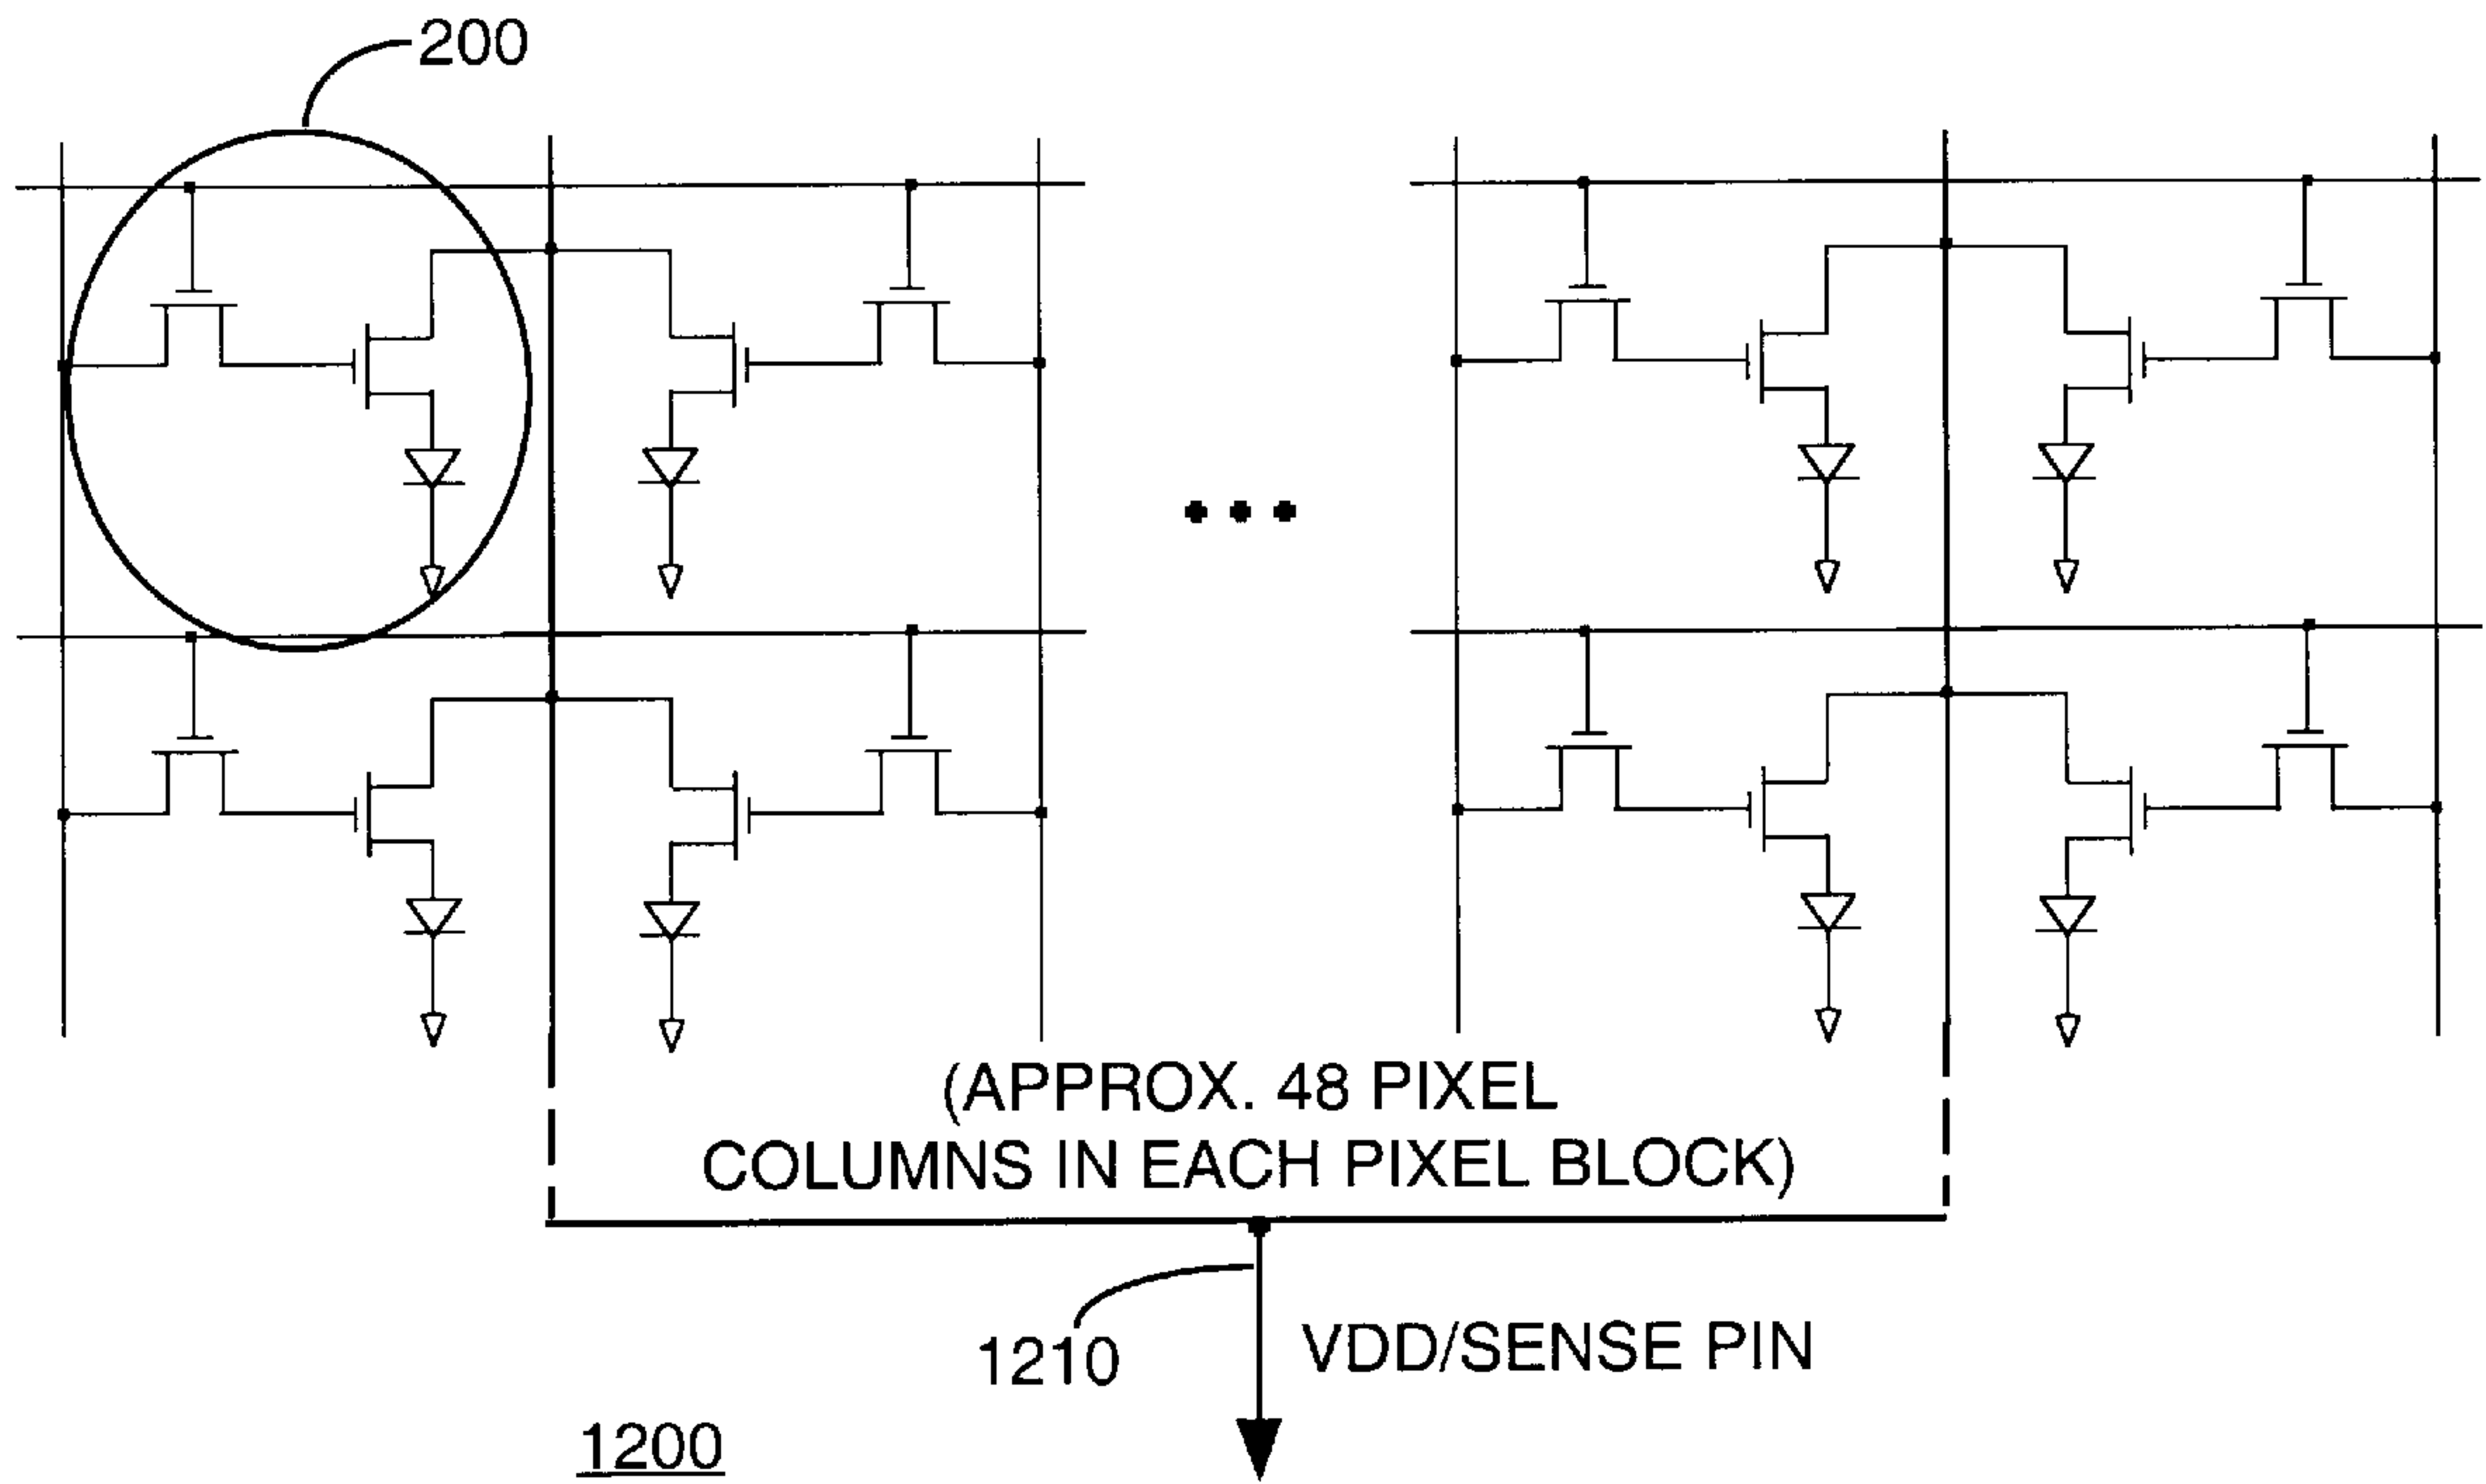 200
(APPROX. 48 PIXEL
COLUMNS IN EACH PIXEL BLOCK)
1210
VDD/SENSE PIN
1200